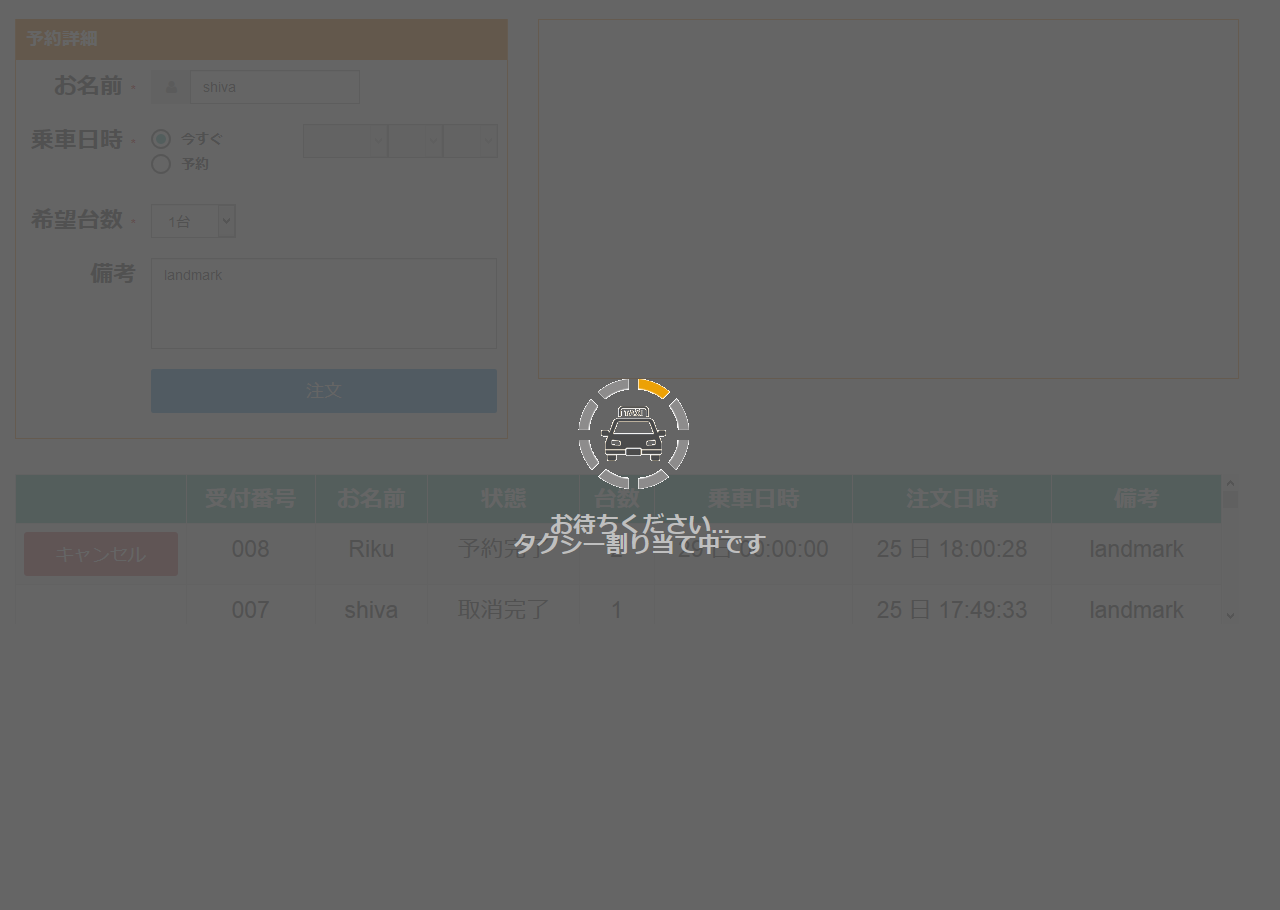 予約詳細
お名前 *
shiva
乗車日時 *
今すぐ
予約
希望台数 *
1台
備考
landmark
注文
TAXI
お待ちください...
タクシー割り当て中です
受付番号 お名前 状態 台数 乗車日時 注文日時 備考
キャンセル 008 Riku 予約完了 29 日 00:00:00 25 日 18:00:28 landmark
007 shiva 取消完了 1 25 日 17:49:33 landmark